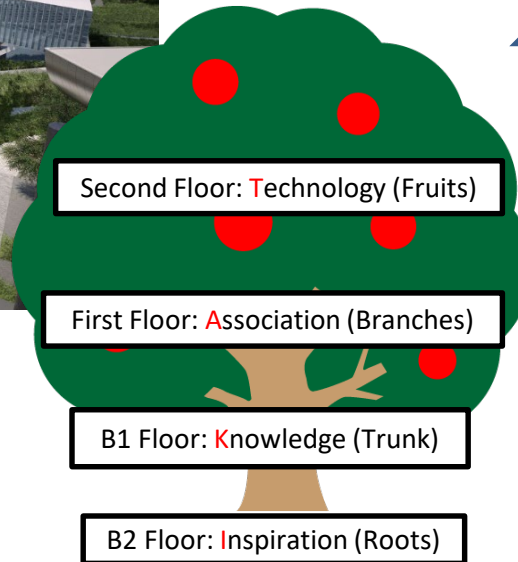 Second Floor: Technology (Fruits)
First Floor: Association (Branches)
B1 Floor: Knowledge (Trunk)
B2 Floor: Inspiration (Roots)